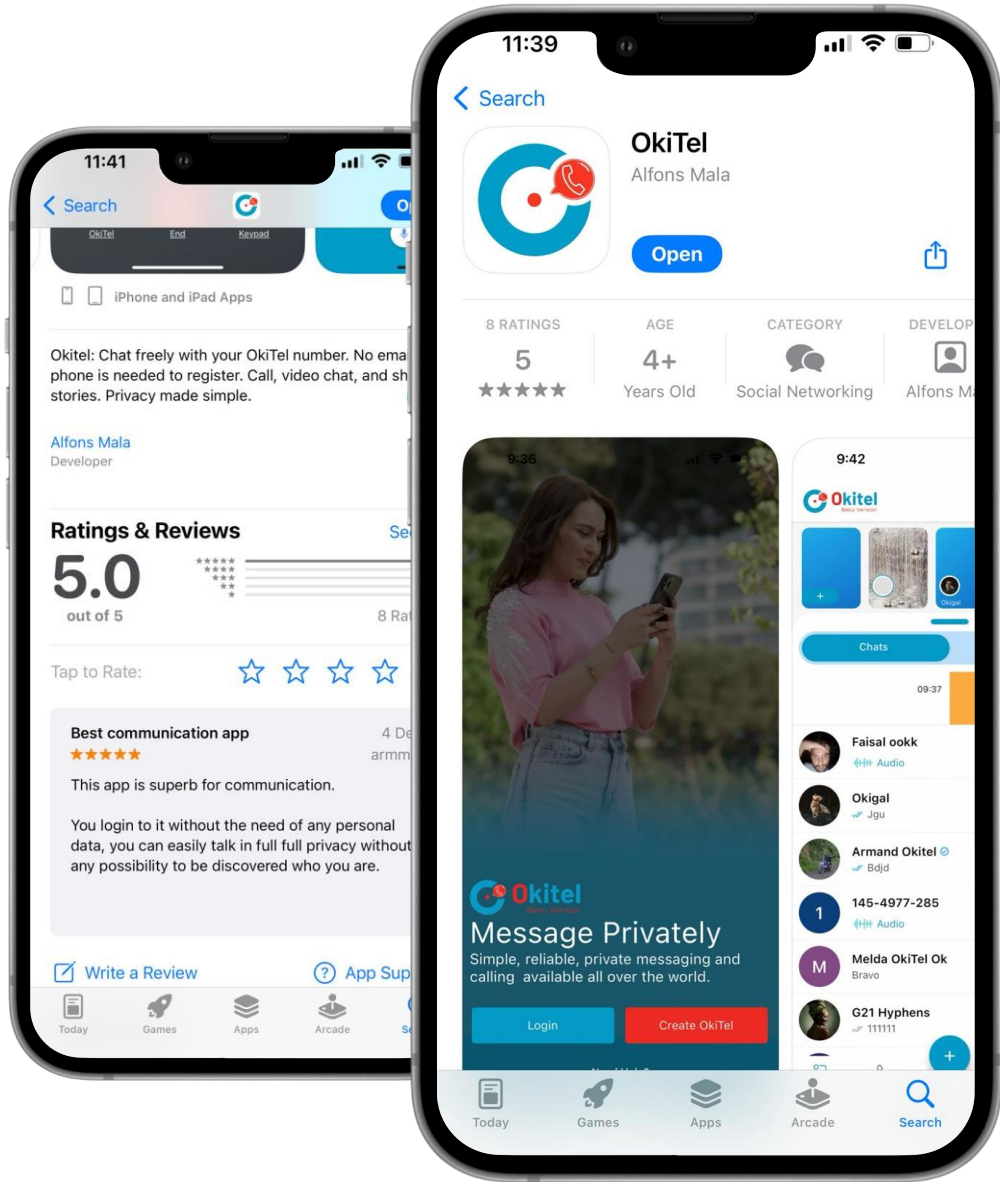 11:41
Search
OkiTel
End
Keypad
iPhone and iPad Apps
Okitel: Chat freely with your OkiTel number. No
phone is needed to register. Call, video chat, and
stories. Privacy made simple.
Alfons Mala
Developer
Ratings & Reviews
5.0
out of 5
8
Tap to Rate:
Best communication app
4
This app is superb for communication.
You login to it without the need of any personal
data, you can easily talk in full full privacy without
any possibility to be discovered who you are.
Write a Review
App
Today
Games
Apps
Arcade
11:39
Search
OkiTel
Alfons Mala
Open
8 RATINGS
AGE
CATEGORY
5
4+
Years Old
Social Networking
Alfons
9:36
Okitel
Beta Version
Message Privately
Simple, reliable, private messaging and
calling available all over the world.
Login
Create OkiTel
9:42
Okitel
Beta Version
Okigal
Chats
09:37
Faisal ookk
Audio
Okigal
Jgu
Armand Okitel
Bdjd
1
145-4977-285
Audio
M
Melda OkiTel Ok
Bravo
G21 Hyphens
111111
Today
Games
Apps
Arcade
Search